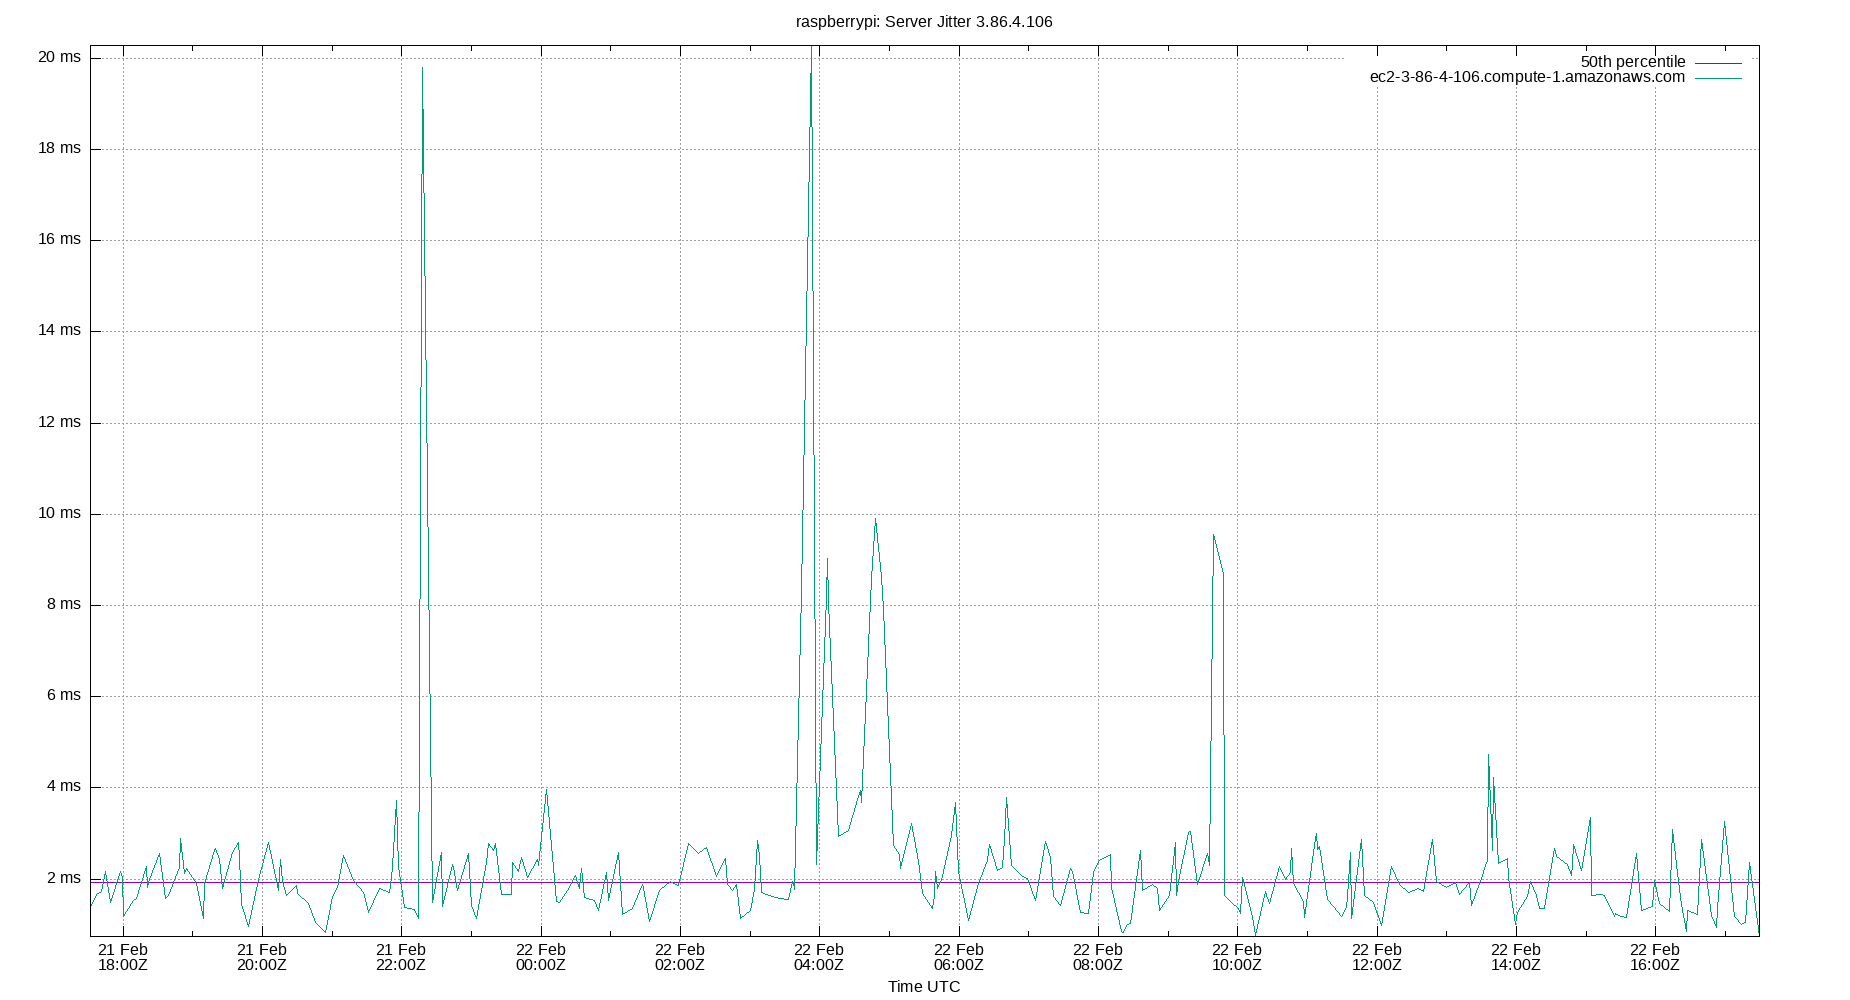 raspberrypi: Server Jitter 3.86.4.106
20 ms
18 ms
16 ms
14 ms
12 ms
10 ms
8 ms
6 ms
4 ms
2 ms
50th percentile
ec2-3-86-4-106.compute-1.amazonaws.com
21 Feb
18:00Z
21 Feb
20:00Z
21 Feb
22:00Z
22 Feb
00:00Z
22 Feb
02:00Z
22 Feb
04:00Z
22 Feb
06:00Z
22 Feb
08:00Z
22 Feb
10:00Z
22 Feb
12:00Z
22 Feb
14:00Z
22 Feb
16:00Z
Time UTC